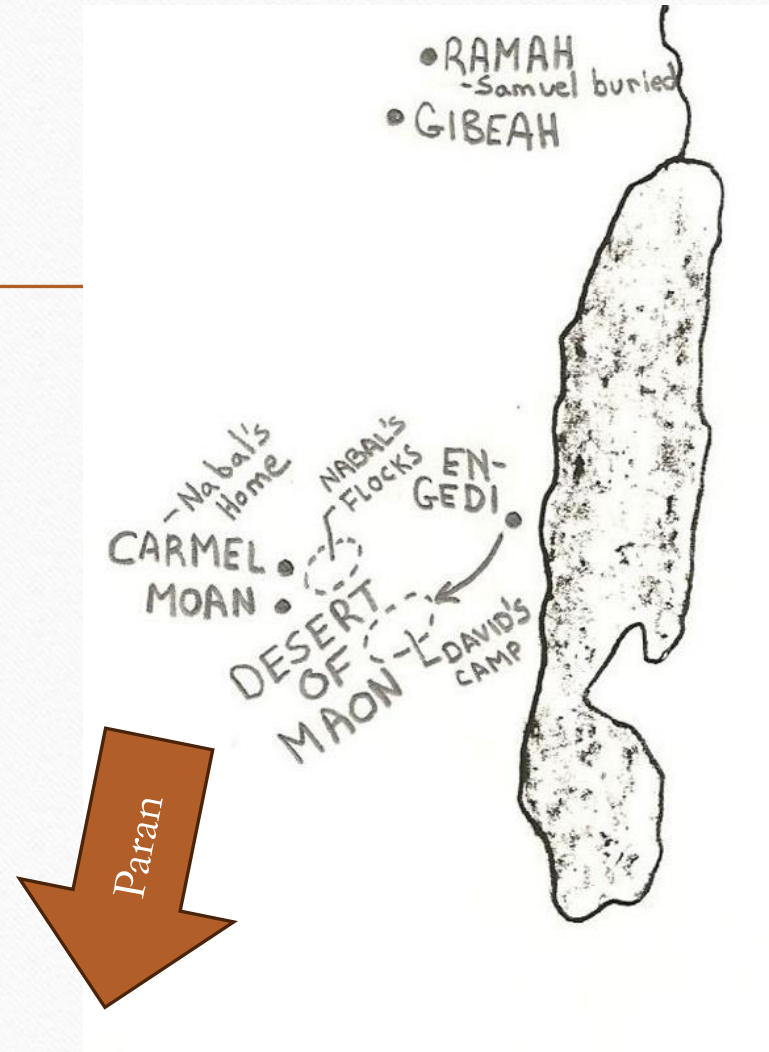 RAMAH
-Samuel buried
GIBEAH
-Nabal's
Home
NABAL'S
FLOCKS
EN-
GEDI
CARMEL
MOAN
DESERT
OF
MAON
DAVID'S
CAMP
Paran